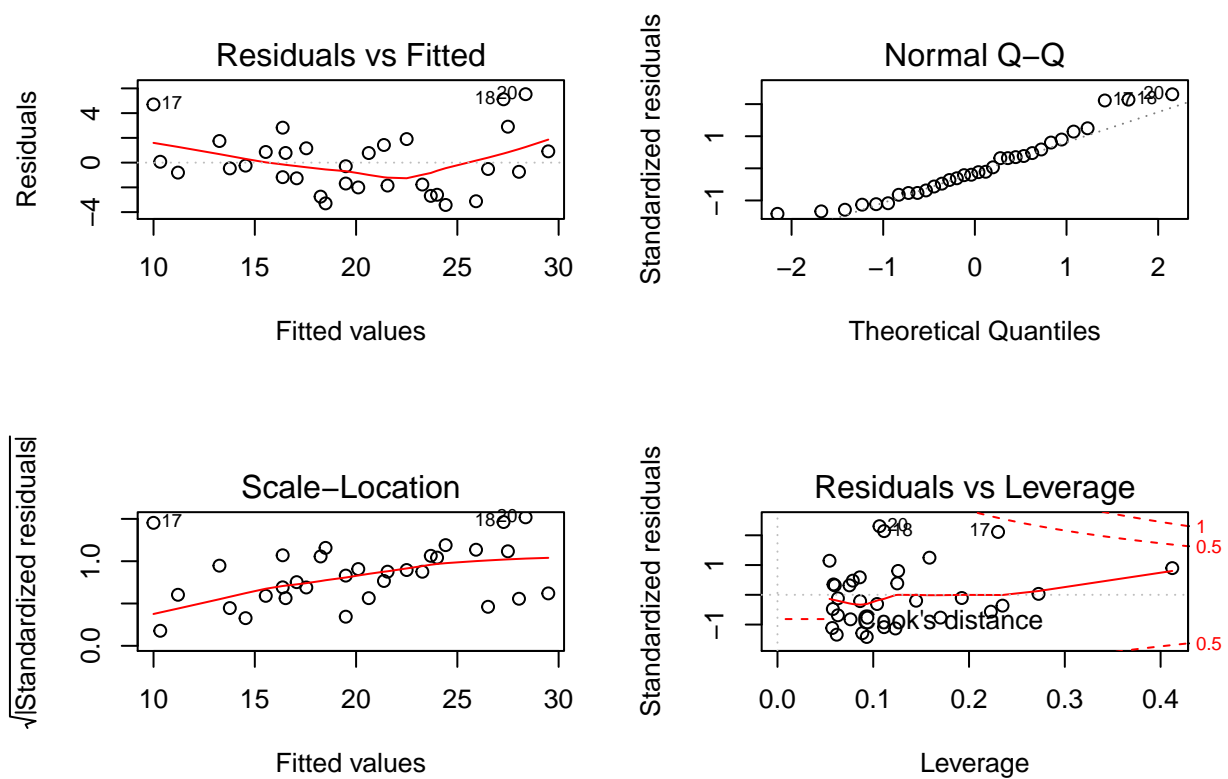 Residuals vs Fitted
Residuals
4
0
−4
17
18
20
10 15 20 25 30
Fitted values
Normal Q−Q
Standardized residuals
1
−1
17
18
20
−2 −1 0 1 2
Theoretical Quantiles
Scale−Location
√|Standardized residuals|
1.0
0.0
17
18
20
10 15 20 25 30
Fitted values
Residuals vs Leverage
Standardized residuals
1
−1
20
18
17
1
0.5
Cook's distance
0.5
0.0 0.1 0.2 0.3 0.4
Leverage